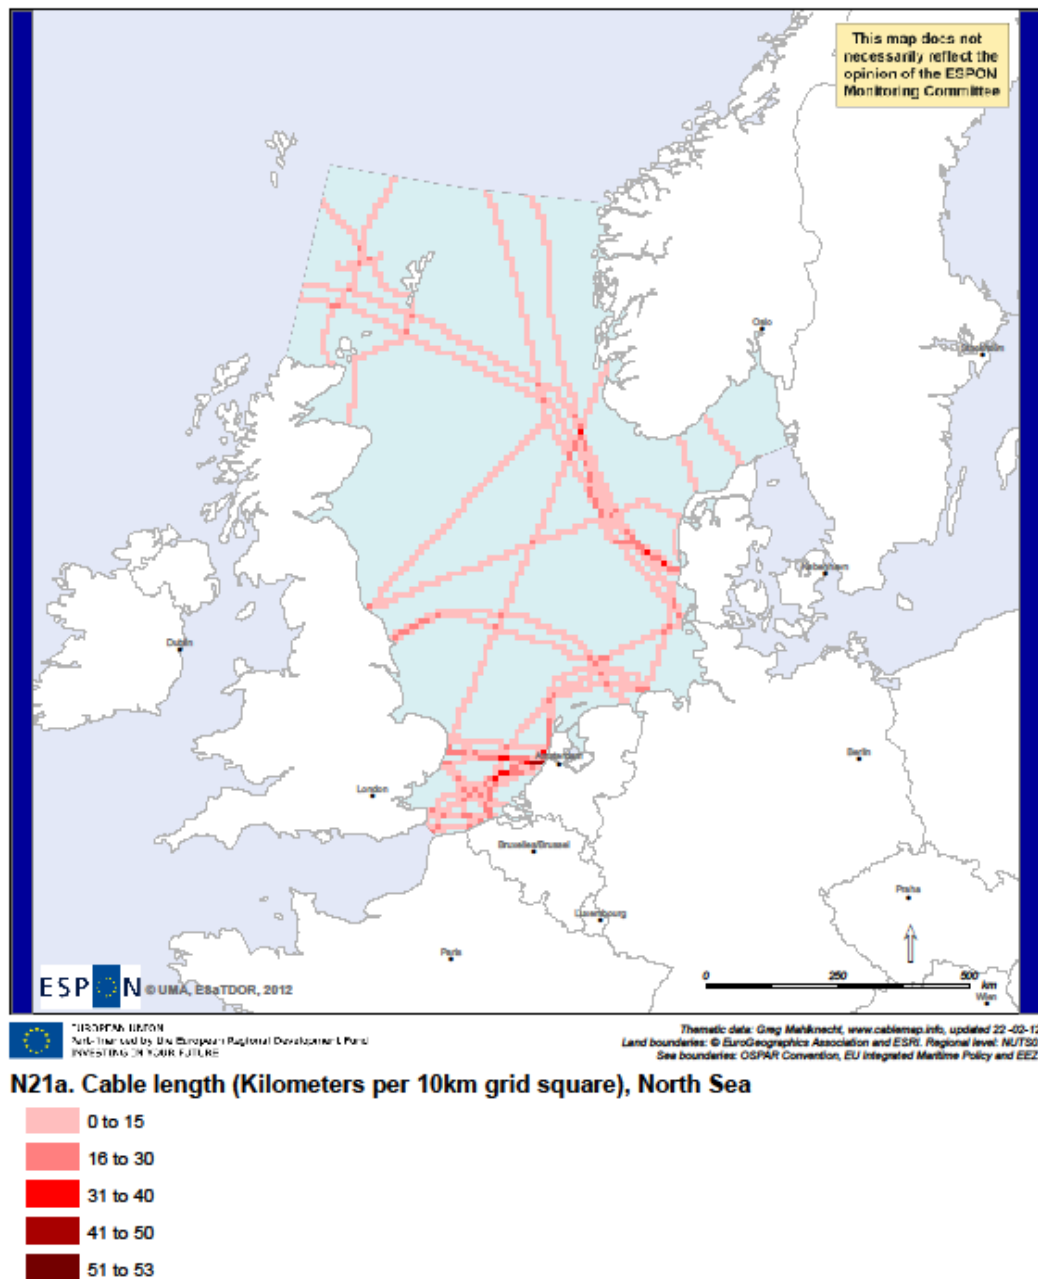 This map does not
necessarily reflect the
opinion of the ESPON
Monitoring Committee
Oslo
Stockholm
København
Dublin
Berlin
Amsterdam
London
Bruxelles/Brussel
Praha
Luxembourg
Paris
0 250 500
km
Wien
ESPON © UMA, ESaTDOR, 2012
EUROPEAN UNION
Part-financed by the European Regional Development Fund
INVESTING IN YOUR FUTURE
Thematic data: Greg Mahlknecht, www.cablemap.info, updated 22 -02-12
Land boundaries: © EuroGeographics Association and ESRI. Regional level: NUTS0
Sea boundaries: OSPAR Convention, EU Integrated Maritime Policy and EEZ
N21a. Cable length (Kilometers per 10km grid square), North Sea
0 to 15
16 to 30
31 to 40
41 to 50
51 to 53